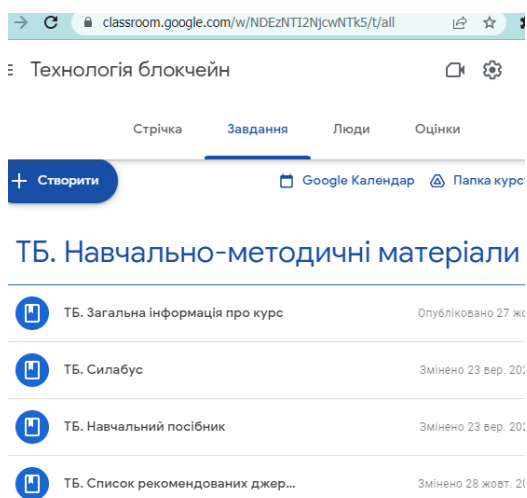 classroom.google.com/w/NDEzNTI2NjcwNTk5/t/all
Технологія блокчейн
Стрічка Завдання Люди Оцінки
Створити Google Календар Папка курс
ТБ. Навчально-методичні матеріали
ТБ. Загальна інформація про курс Опубліковано 27 жо
ТБ. Силабус Змінено 23 вер. 202
ТБ. Навчальний посібник Змінено 23 вер. 202
ТБ. Список рекомендованих джер... Змінено 28 жовт. 20